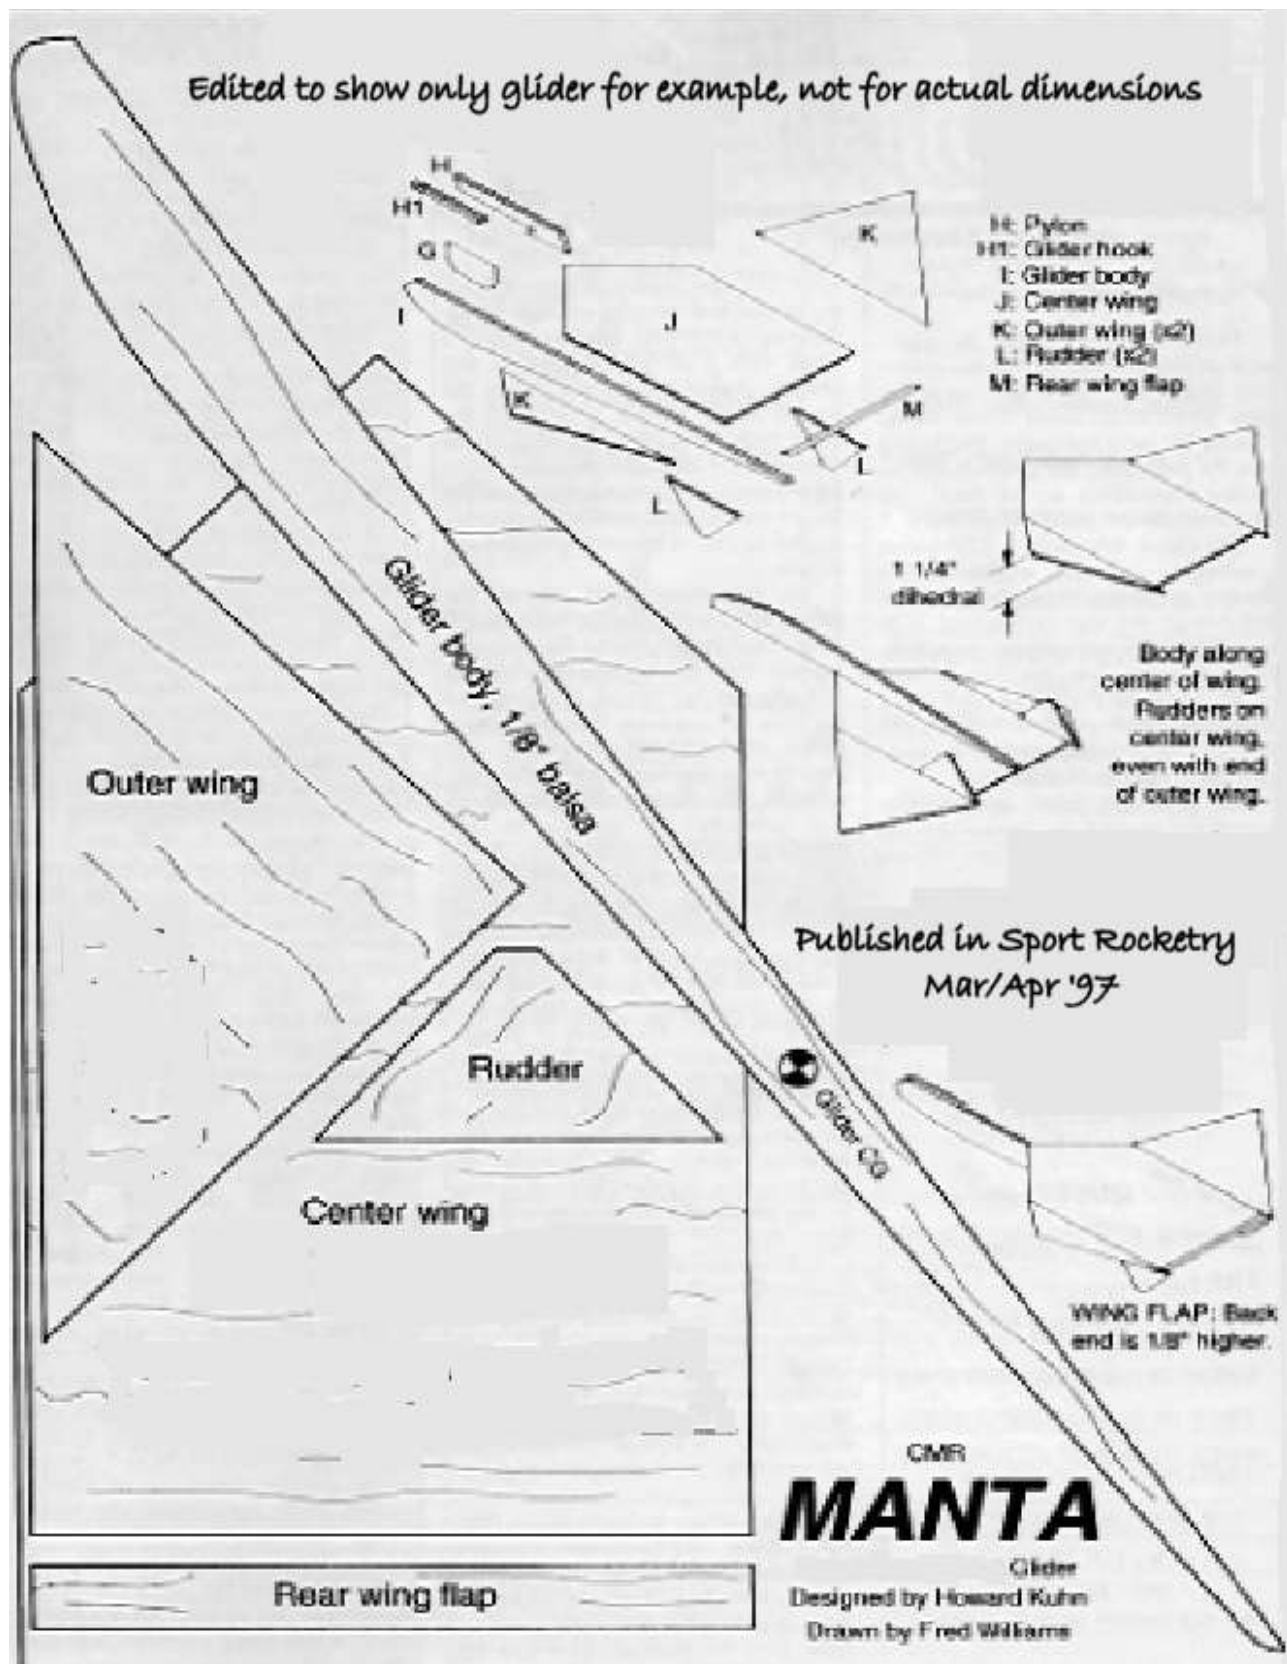 Edited to show only glider for example, not for actual dimensions
H
H1
G
I
J
K
K
L
L
M
H: Pylon
H1: Glider hook
I: Glider body
J: Center wing
K: Outer wing (x2)
L: Rudder (x2)
M: Rear wing flap
1 1/4"
dihedral
Body along
center of wing.
Rudders on
center wing,
even with end
of outer wing.
Glider body, 1/8" balsa
Outer wing
Published in Sport Rocketry
Mar/Apr '97
Rudder
Glider CG
Center wing
WING FLAP: Back
end is 1/8" higher.
CMR
MANTA
Glider
Designed by Howard Kuhn
Drawn by Fred Williams
Rear wing flap